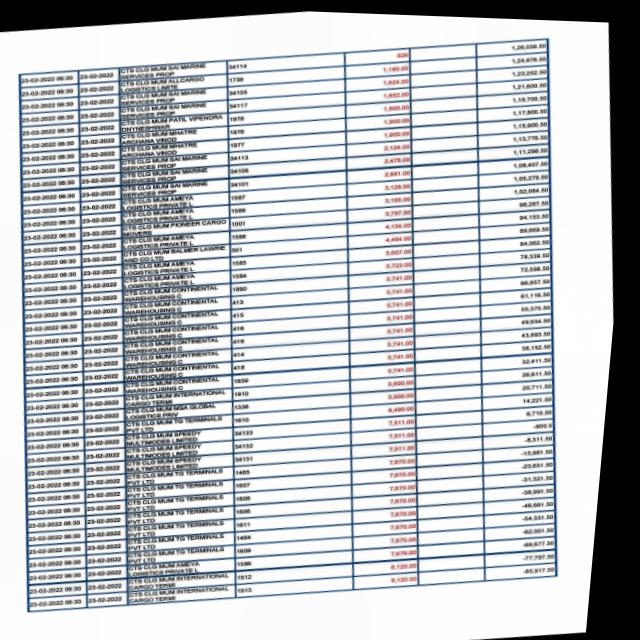 23-02-2022 06:30 23-02-2022 CTS CLG MUM SAI MARINE SERVICES PROP 34114 826 1,26,056.50
23-02-2022 06:30 23-02-2022 CTS CLG MUM ALLCARGO LOGISTICS LIMITE 1738 1,180.00 1,24,876.50
23-02-2022 06:30 23-02-2022 CTS CLG MUM SAI MARINE SERVICES PROP 34105 1,624.00 1,23,252.50
23-02-2022 06:30 23-02-2022 CTS CLG MUM SAI MARINE SERVICES PROP 34117 1,652.00 1,21,600.50
23-02-2022 06:30 23-02-2022 CTS CLG MUM PATIL VIPENDRA DNYNESHWAR 1978 1,900.00 1,19,700.50
23-02-2022 06:30 23-02-2022 CTS CLG MUM MHATRE ARCHANA VINOD 1976 1,900.00 1,17,800.50
23-02-2022 06:30 23-02-2022 CTS CLG MUM MHATRE ARCHANA VINOD 1977 1,900.00 1,15,900.50
23-02-2022 06:30 23-02-2022 CTS CLG MUM SAI MARINE SERVICES PROP 34113 2,124.00 1,13,776.50
23-02-2022 06:30 23-02-2022 CTS CLG MUM SAI MARINE SERVICES PROP 34106 2,478.00 1,11,298.50
23-02-2022 06:30 23-02-2022 CTS CLG MUM SAI MARINE SERVICES PROP 34101 2,891.00 1,08,407.50
23-02-2022 06:30 23-02-2022 CTS CLG MUM AMEYA LOGISTICS PRIVATE L 1587 3,128.00 1,05,279.50
23-02-2022 06:30 23-02-2022 CTS CLG MUM AMEYA LOGISTICS PRIVATE L 1589 3,195.00 1,02,084.50
23-02-2022 06:30 23-02-2022 CTS CLG MUM PIONEER CARGO MOVERS 1001 3,797.00 98,287.50
23-02-2022 06:30 23-02-2022 CTS CLG MUM AMEYA LOGISTICS PRIVATE L 1588 4,134.00 94,153.50
23-02-2022 06:30 23-02-2022 CTS CLG MUM BALMER LAWRIE AND CO LTD 4,484.00 89,669.50
23-02-2022 06:30 23-02-2022 CTS CLG MUM AMEYA LOGISTICS PRIVATE L 1585 5,607.00 84,062.50
23-02-2022 06:30 23-02-2022 CTS CLG MUM AMEYA LOGISTICS PRIVATE L 1584 5,723.00 78,339.50
23-02-2022 06:30 23-02-2022 CTS CLG MUM CONTINENTAL WAREHOUSING C 5,741.00 72,598.50
23-02-2022 06:30 23-02-2022 CTS CLG MUM CONTINENTAL WAREHOUSING C 413 5,741.00 66,857.50
23-02-2022 06:30 23-02-2022 CTS CLG MUM CONTINENTAL WAREHOUSING C 415 5,741.00 61,116.50
23-02-2022 06:30 23-02-2022 CTS CLG MUM CONTINENTAL WAREHOUSING C 416 5,741.00 55,375.50
23-02-2022 06:30 23-02-2022 CTS CLG MUM CONTINENTAL WAREHOUSING C 419 5,741.00 49,634.50
23-02-2022 06:30 23-02-2022 CTS CLG MUM CONTINENTAL WAREHOUSING C 414 5,741.00 43,893.50
23-02-2022 06:30 23-02-2022 CTS CLG MUM CONTINENTAL WAREHOUSING C 418 5,741.00 38,152.50
23-02-2022 06:30 23-02-2022 CTS CLG MUM CONTINENTAL WAREHOUSING C 5,741.00 32,411.50
23-02-2022 06:30 23-02-2022 CTS CLG MUM INTERNATIONAL CARGO TERMI 1910 5,800.00
23-02-2022 06:30 23-02-2022 CTS CLG MUM MSA GLOBAL LOGISTICS PRIV 1336 5,900.00 20,711.50
23-02-2022 06:30 23-02-2022 CTS CLG MUM TG TERMINALS PVT LTD 1610 6,490.00 14,221.50
23-02-2022 06:30 23-02-2022 CTS CLG MUM SPEEDY MULTIMODES LIMITED 34133 7,511.00 6,710.50
23-02-2022 06:30 23-02-2022 CTS CLG MUM SPEEDY MULTIMODES LIMITED 34132 7,511.00 -800.5
23-02-2022 06:30 23-02-2022 CTS CLG MUM SPEEDY MULTIMODES LIMITED 34131 7,511.00 -8,311.50
23-02-2022 06:30 23-02-2022 CTS CLG MUM TG TERMINALS PVT LTD 1465 7,670.00 -15,981.50
23-02-2022 06:30 23-02-2022 CTS CLG MUM TG TERMINALS PVT LTD 1607 7,670.00 -23,651.50
23-02-2022 06:30 23-02-2022 CTS CLG MUM TG TERMINALS PVT LTD 1608 7,670.00 -31,321.50
23-02-2022 06:30 23-02-2022 CTS CLG MUM TG TERMINALS PVT LTD 1606 7,670.00 -38,991.50
23-02-2022 06:30 23-02-2022 CTS CLG MUM TG TERMINALS PVT LTD 1611 7,670.00 -46,661.50
23-02-2022 06:30 23-02-2022 CTS CLG MUM TG TERMINALS PVT LTD 1464 7,670.00 -54,331.50
23-02-2022 06:30 23-02-2022 CTS CLG MUM TG TERMINALS PVT LTD 1609 7,670.00 -62,001.50
23-02-2022 06:30 23-02-2022 CTS CLG MUM AMEYA LOGISTICS PRIVATE L 1586 7,676.00 -69,677.50
23-02-2022 06:30 23-02-2022 CTS CLG MUM INTERNATIONAL CARGO TERMI 1912 8,120.00 -77,797.50
23-02-2022 06:30 23-02-2022 CTS CLG MUM INTERNATIONAL CARGO TERMI 1913 8,120.00 -85,917.50